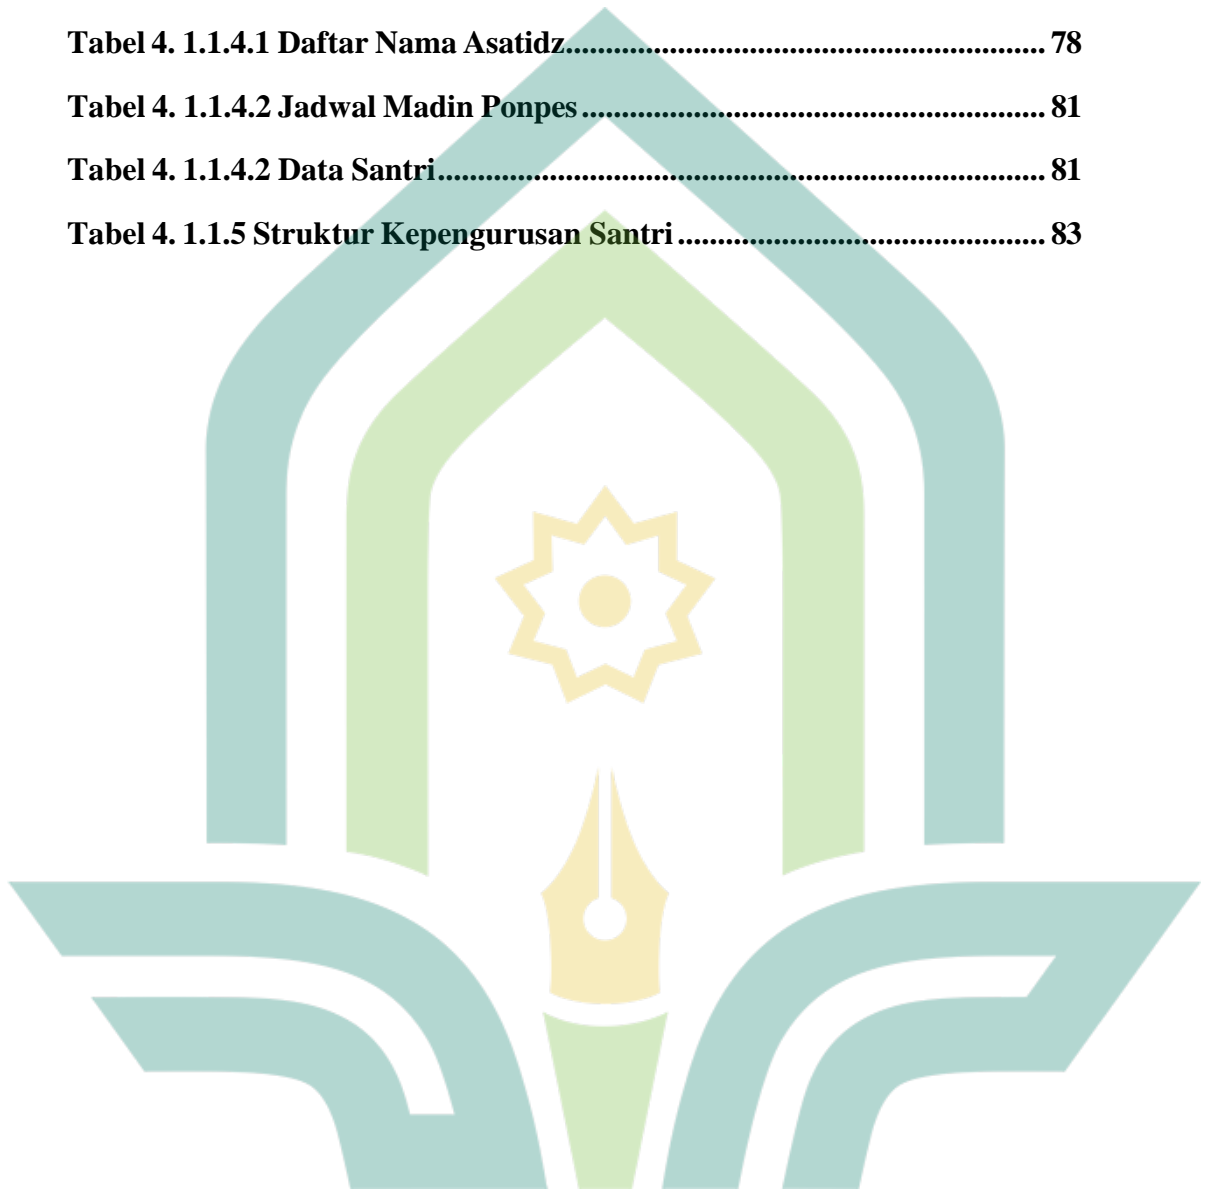 Tabel 4. 1.1.4.1 Daftar Nama Asatidz............................................................ 78
Tabel 4. 1.1.4.2 Jadwal Madin Ponpes .......................................................... 81
Tabel 4. 1.1.4.2 Data Santri............................................................................ 81
Tabel 4. 1.1.5 Struktur Kepengurusan Santri .............................................. 83